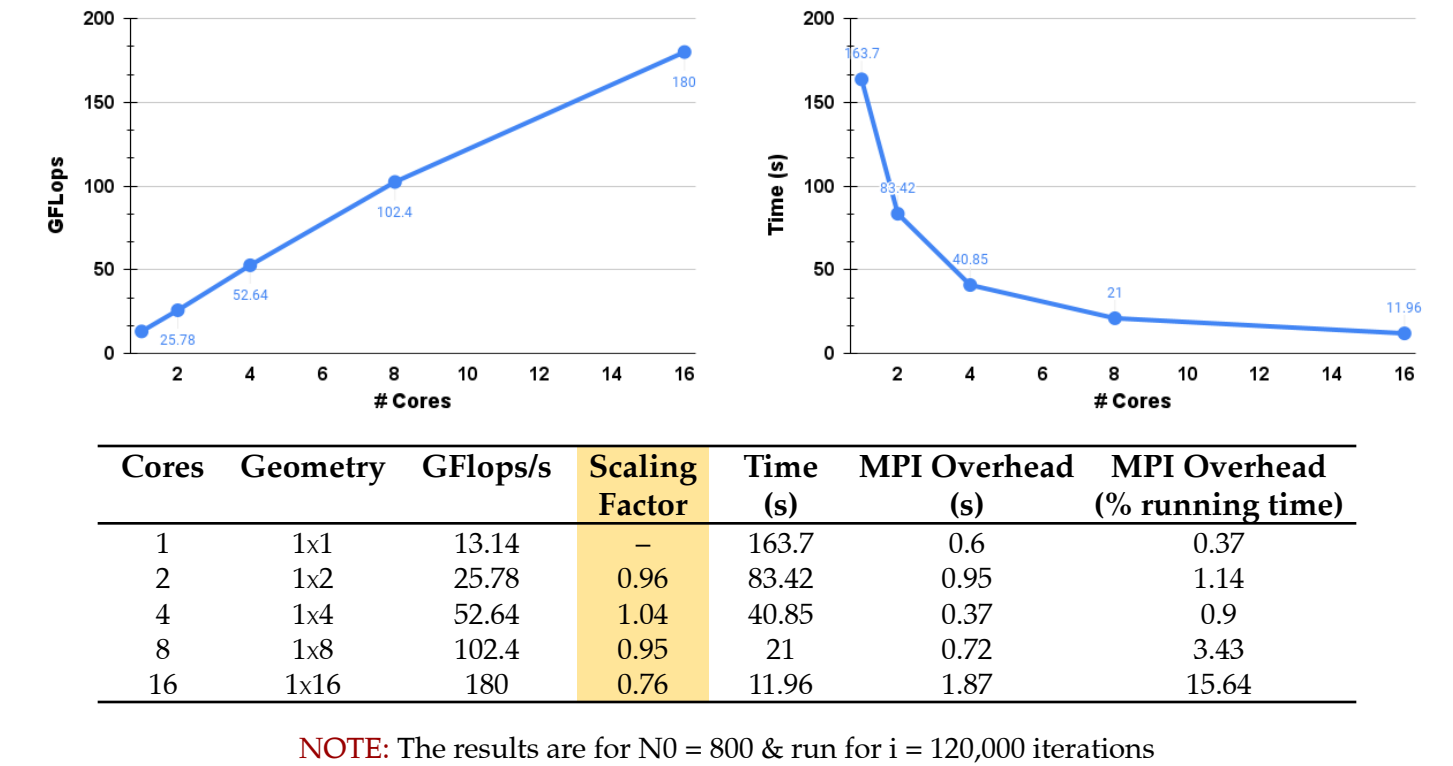 200
150
100
50
0
GFLops
25.78
52.64
102.4
180
2 4 6 8 10 12 14 16
# Cores
200
150
100
50
0
Time (s)
163.7
83.42
40.85
21
11.96
2 4 6 8 10 12 14 16
# Cores
Cores Geometry GFlops/s Scaling Factor Time (s) MPI Overhead (s) MPI Overhead (% running time)
1 1x1 13.14 – 163.7 0.6 0.37
2 1x2 25.78 0.96 83.42 0.95 1.14
4 1x4 52.64 1.04 40.85 0.37 0.9
8 1x8 102.4 0.95 21 0.72 3.43
16 1x16 180 0.76 11.96 1.87 15.64
NOTE: The results are for N0 = 800 & run for i = 120,000 iterations